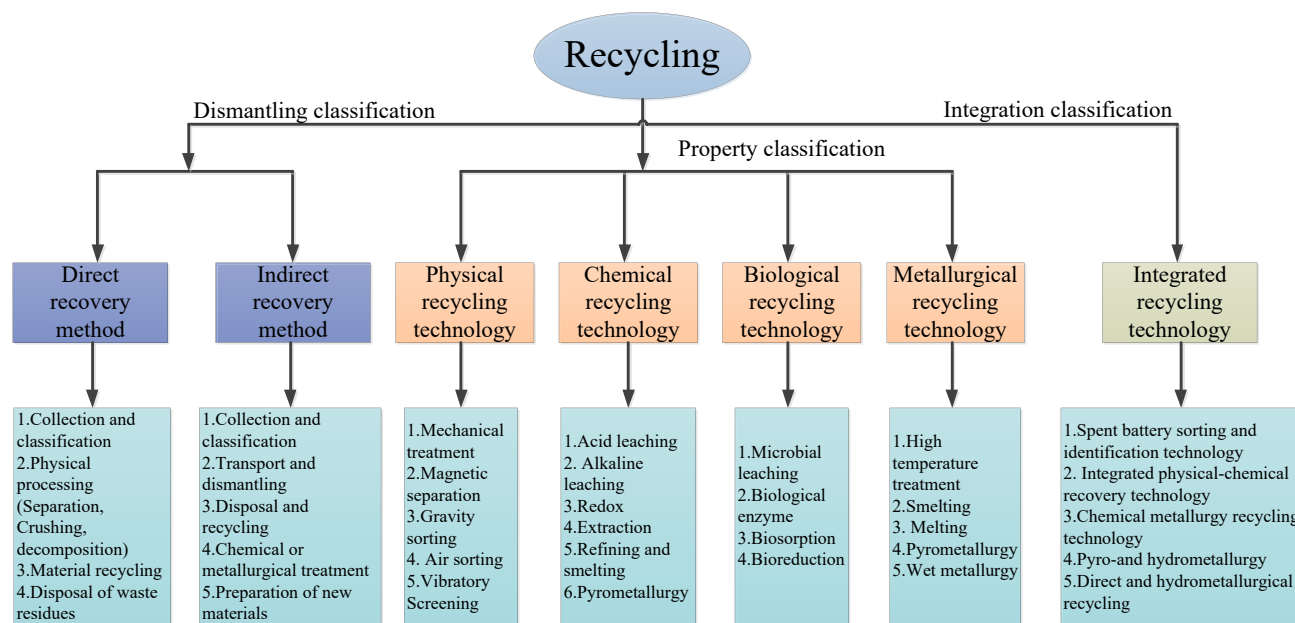 Recycling
Dismantling classification
Integration classification
Property classification
Direct
recovery
method
Indirect
recovery
method
Physical
recycling
technology
Chemical
recycling
technology
Biological
recycling
technology
Metallurgical
recycling
technology
Integrated
recycling
technology
1.Collection and
classification
2.Physical
processing
(Separation,
Crushing,
decomposition)
3.Material recycling
4.Disposal of waste
residues
1.Collection and
classification
2.Transport and
dismantling
3.Disposal and
recycling
4.Chemical or
metallurgical treatment
5.Preparation of new
materials
1.Mechanical
treatment
2.Magnetic
separation
3.Gravity
sorting
4. Air sorting
5.Vibratory
Screening
1.Acid leaching
2. Alkaline
leaching
3.Redox
4.Extraction
5.Refining and
smelting
6.Pyrometallurgy
1.Microbial
leaching
2.Biological
enzyme
3.Biosorption
4.Bioreduction
1.High
temperature
treatment
2.Smelting
3. Melting
4.Pyrometallurgy
5.Wet metallurgy
1.Spent battery sorting and
identification technology
2. Integrated physical-chemical
recovery technology
3.Chemical metallurgy recycling
technology
4.Pyro-and hydrometallurgy
5.Direct and hydrometallurgical
recycling